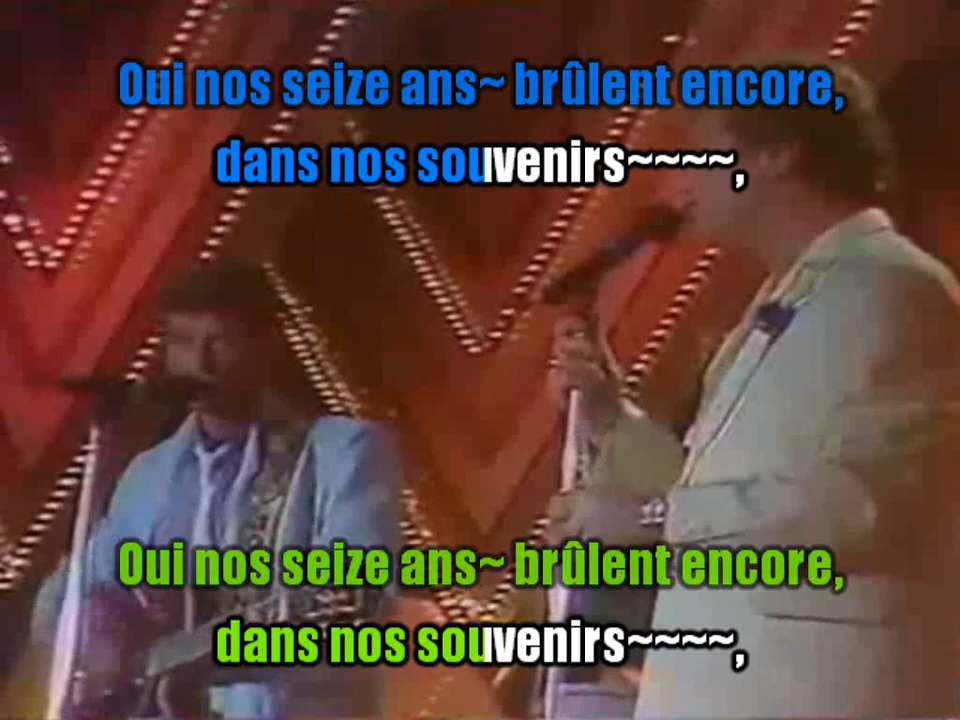 Oui nos seize ans~ brûlent encore,
dans nos souvenirs~~~~,
Oui nos seize ans~ brûlent encore,
dans nos souvenirs~~~~,